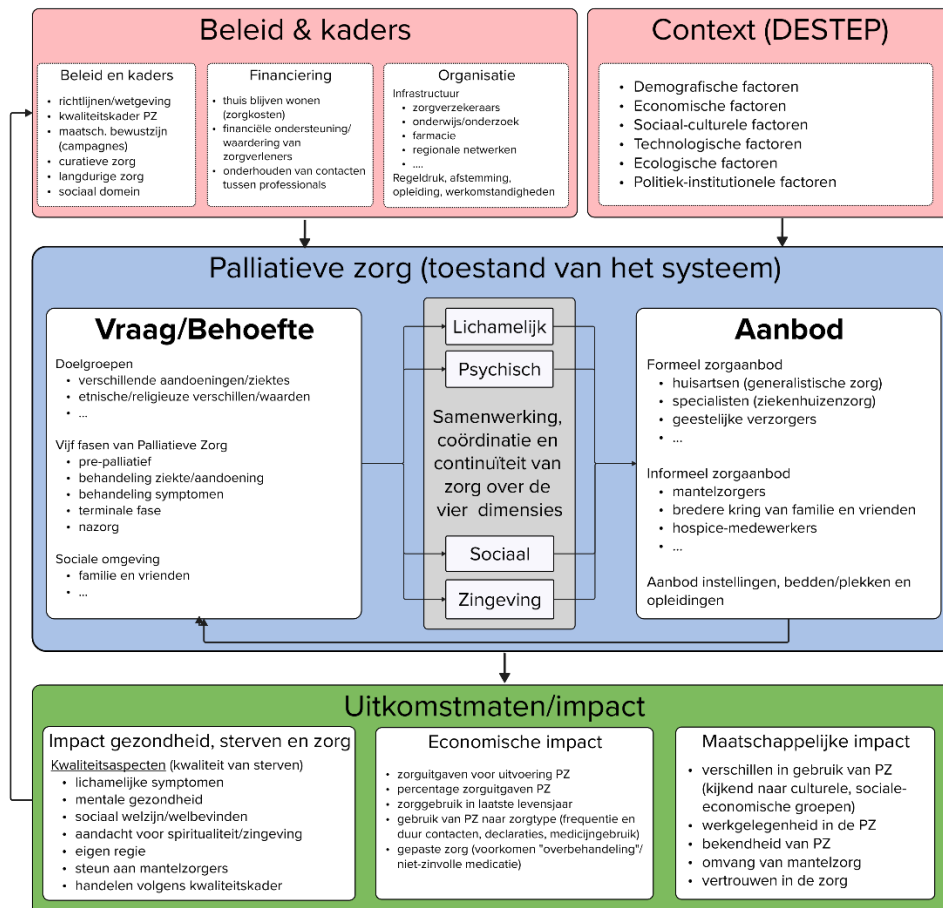 Beleid & kaders
Beleid en kaders
• richtlijnen/wetgeving
• kwaliteitskader PZ
• maatsch. bewustzijn
(campagnes)
• curatieve zorg
• langdurige zorg
• sociaal domein
Financiering
• thuis blijven wonen
(zorgkosten)
• financiële ondersteuning/
waardering van
zorgverleners
• onderhouden van contacten
tussen professionals
Organisatie
Infrastructuur
• zorgverzekeraars
• onderwijs/onderzoek
• farmacie
• regionale netwerken
• ....
Regeldruk, afstemming,
opleiding, werkomstandigheden
Context (DESTEP)
• Demografische factoren
• Economische factoren
• Sociaal-culturele factoren
• Technologische factoren
• Ecologische factoren
• Politiek-institutionele factoren
Palliatieve zorg (toestand van het systeem)
Vraag/Behoefte
Doelgroepen
• verschillende aandoeningen/ziektes
• etnische/religieuze verschillen/waarden
• ...
Vijf fasen van Palliatieve Zorg
• pre-palliatief
• behandeling ziekte/aandoening
• behandeling symptomen
• terminale fase
• nazorg
Sociale omgeving
• familie en vrienden
• ...
Lichamelijk
Psychisch
Samenwerking,
coördinatie en
continuïteit van
zorg over de
vier dimensies
Sociaal
Zingeving
Aanbod
Formeel zorgaanbod
• huisartsen (generalistische zorg)
• specialisten (ziekenhuizenzorg)
• geestelijke verzorgers
• ...
Informeel zorgaanbod
• mantelzorgers
• bredere kring van familie en vrienden
• hospice-medewerkers
• ...
Aanbod instellingen, bedden/plekken en
opleidingen
Uitkomstmaten/impact
Impact gezondheid, sterven en zorg
Kwaliteitsaspecten (kwaliteit van sterven)
• lichamelijke symptomen
• mentale gezondheid
• sociaal welzijn/welbevinden
• aandacht voor spiritualiteit/zingeving
• eigen regie
• steun aan mantelzorgers
• handelen volgens kwaliteitskader
Economische impact
• zorguitgaven voor uitvoering PZ
• percentage zorguitgaven PZ
• zorggebruik in laatste levensjaar
• gebruik van PZ naar zorgtype (frequentie en
duur contacten, declaraties, medicijngebruik)
• gepaste zorg (voorkomen "overbehandeling"/
niet-zinvolle medicatie)
Maatschappelijke impact
• verschillen in gebruik van PZ
(kijkend naar culturele, sociale-
economische groepen)
• werkgelegenheid in de PZ
• bekendheid van PZ
• omvang van mantelzorg
• vertrouwen in de zorg